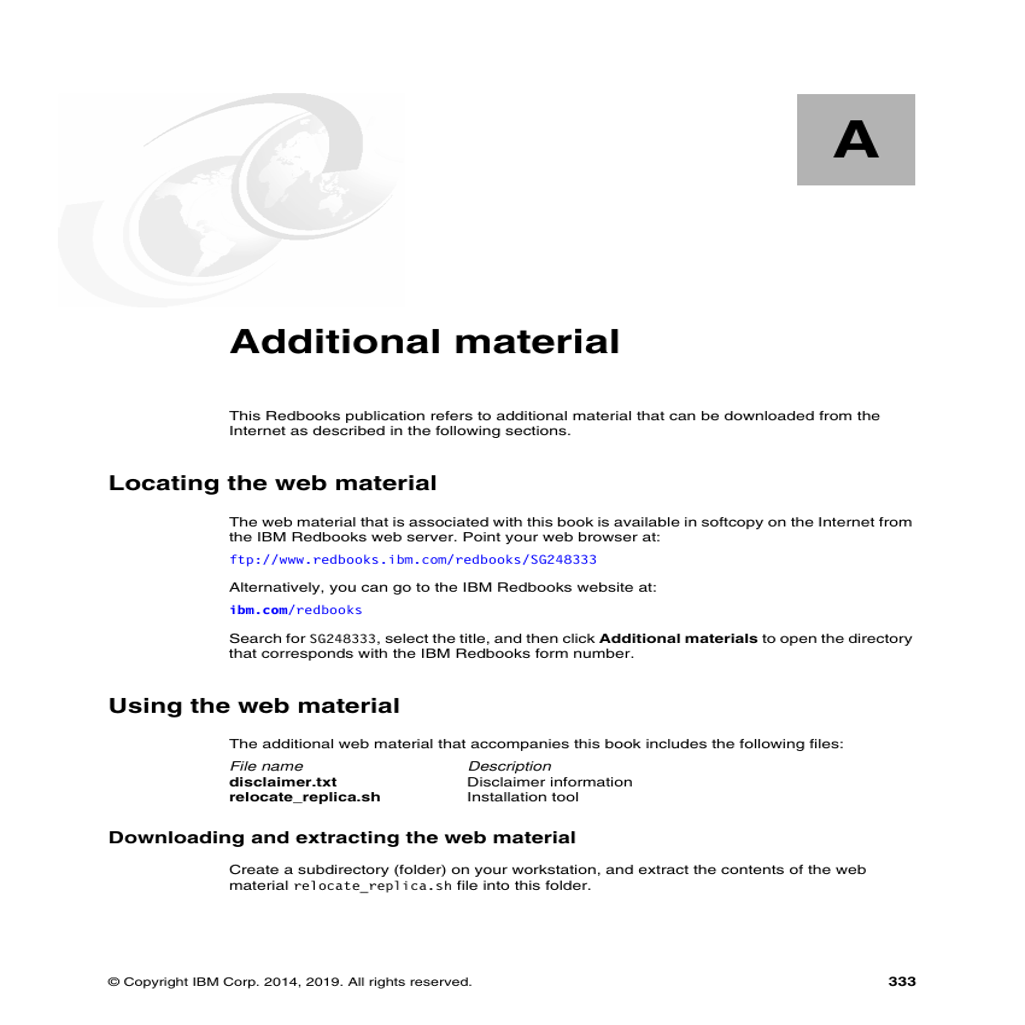 A
Additional material
This Redbooks publication refers to additional material that can be downloaded from the
Internet as described in the following sections.
Locating the web material
The web material that is associated with this book is available in softcopy on the Internet from
the IBM Redbooks web server. Point your web browser at:
ftp://www.redbooks.ibm.com/redbooks/SG248333
Alternatively, you can go to the IBM Redbooks website at:
ibm.com/redbooks
Search for SG248333, select the title, and then click Additional materials to open the directory
that corresponds with the IBM Redbooks form number.
Using the web material
The additional web material that accompanies this book includes the following files:
File name Description
disclaimer.txt Disclaimer information
relocate_replica.sh Installation tool
Downloading and extracting the web material
Create a subdirectory (folder) on your workstation, and extract the contents of the web
material relocate_replica.sh file into this folder.
© Copyright IBM Corp. 2014, 2019. All rights reserved. 333